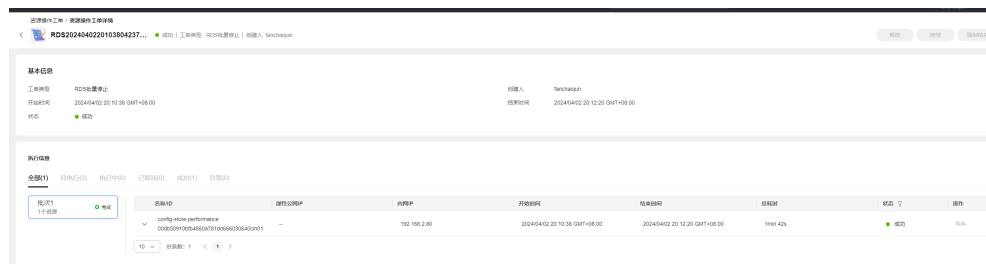 资源操作工单 / 资源操作工单详情
RDS2024040220103804237... 成功 | 工单类型 RDS批量停止 | 创建人 fanchaojun
基本信息
工单类型 RDS批量停止 创建人 fanchaojun
开始时间 2024/04/02 20:10:38 GMT+08:00 结束时间 2024/04/02 20:12:20 GMT+08:00
状态 成功
执行信息
全部(1) 待执行(0) 执行中(0) 已取消(0) 成功(1) 异常(0)
批次1 完成
1个资源
名称/ID 弹性公网IP 内网IP 开始时间 结束时间 总耗时 状态 操作
config-store-performance
00db50910bfb4660a781dd666030840cin01 -- 192.168.2.60 2024/04/02 20:10:38 GMT+08:00 2024/04/02 20:12:20 GMT+08:00 1min 42s 成功
10 总条数: 1 < 1 >